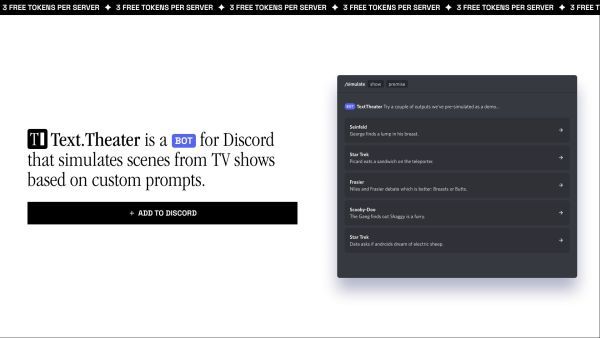 3 FREE TOKENS PER SERVER ✦ 3 FREE TOKENS PER SERVER ✦ 3 FREE TOKENS PER SERVER ✦ 3 FREE TOKENS PER SERVER ✦ 3 FREE TOKENS PER SERVER ✦ 3 FREE T
T Text.Theater is a BOT for Discord
that simulates scenes from TV shows
based on custom prompts.
+ ADD TO DISCORD
/simulate show premise
BOT Text.Theater Try a couple of outputs we've pre-simulated as a demo...
Seinfeld
George finds a lump in his breast.
Star Trek
Picard eats a sandwich on the teleporter.
Frasier
Niles and Frasier debate which is better: Breasts or Butts.
Scooby-Doo
The Gang finds out Shaggy is a furry.
Star Trek
Data asks if androids dream of electric sheep.